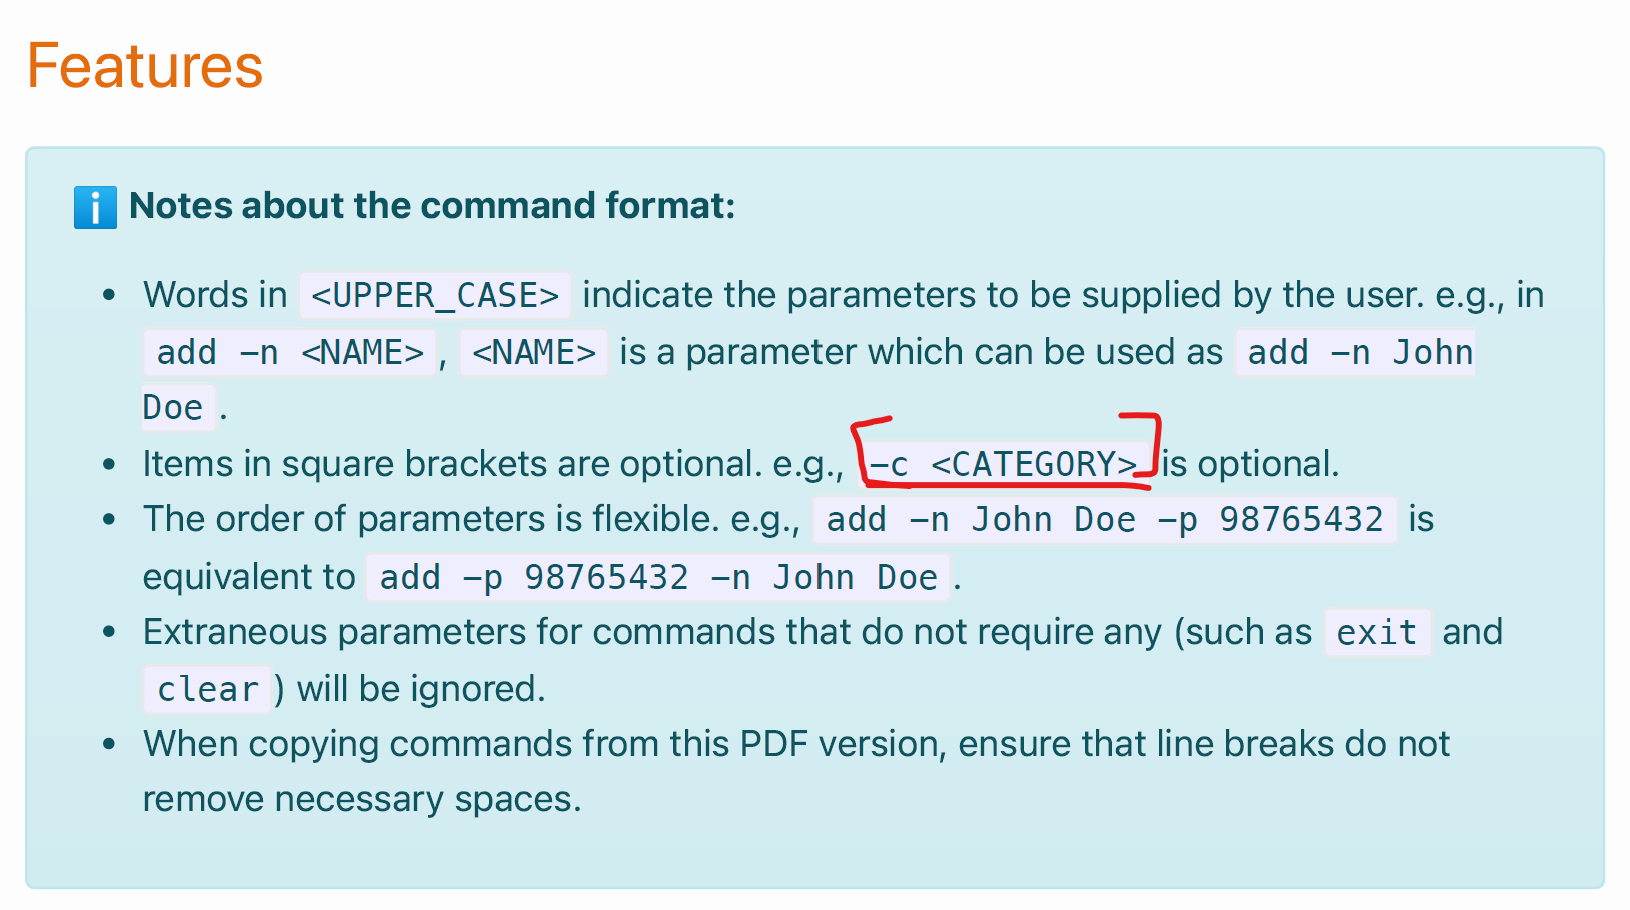 Features
Notes about the command format:
• Words in <UPPER_CASE> indicate the parameters to be supplied by the user. e.g., in
add -n <NAME> , <NAME> is a parameter which can be used as add -n John
Doe .
• Items in square brackets are optional. e.g., -c <CATEGORY> is optional.
• The order of parameters is flexible. e.g., add -n John Doe -p 98765432 is
equivalent to add -p 98765432 -n John Doe .
• Extraneous parameters for commands that do not require any (such as exit and
clear ) will be ignored.
• When copying commands from this PDF version, ensure that line breaks do not
remove necessary spaces.